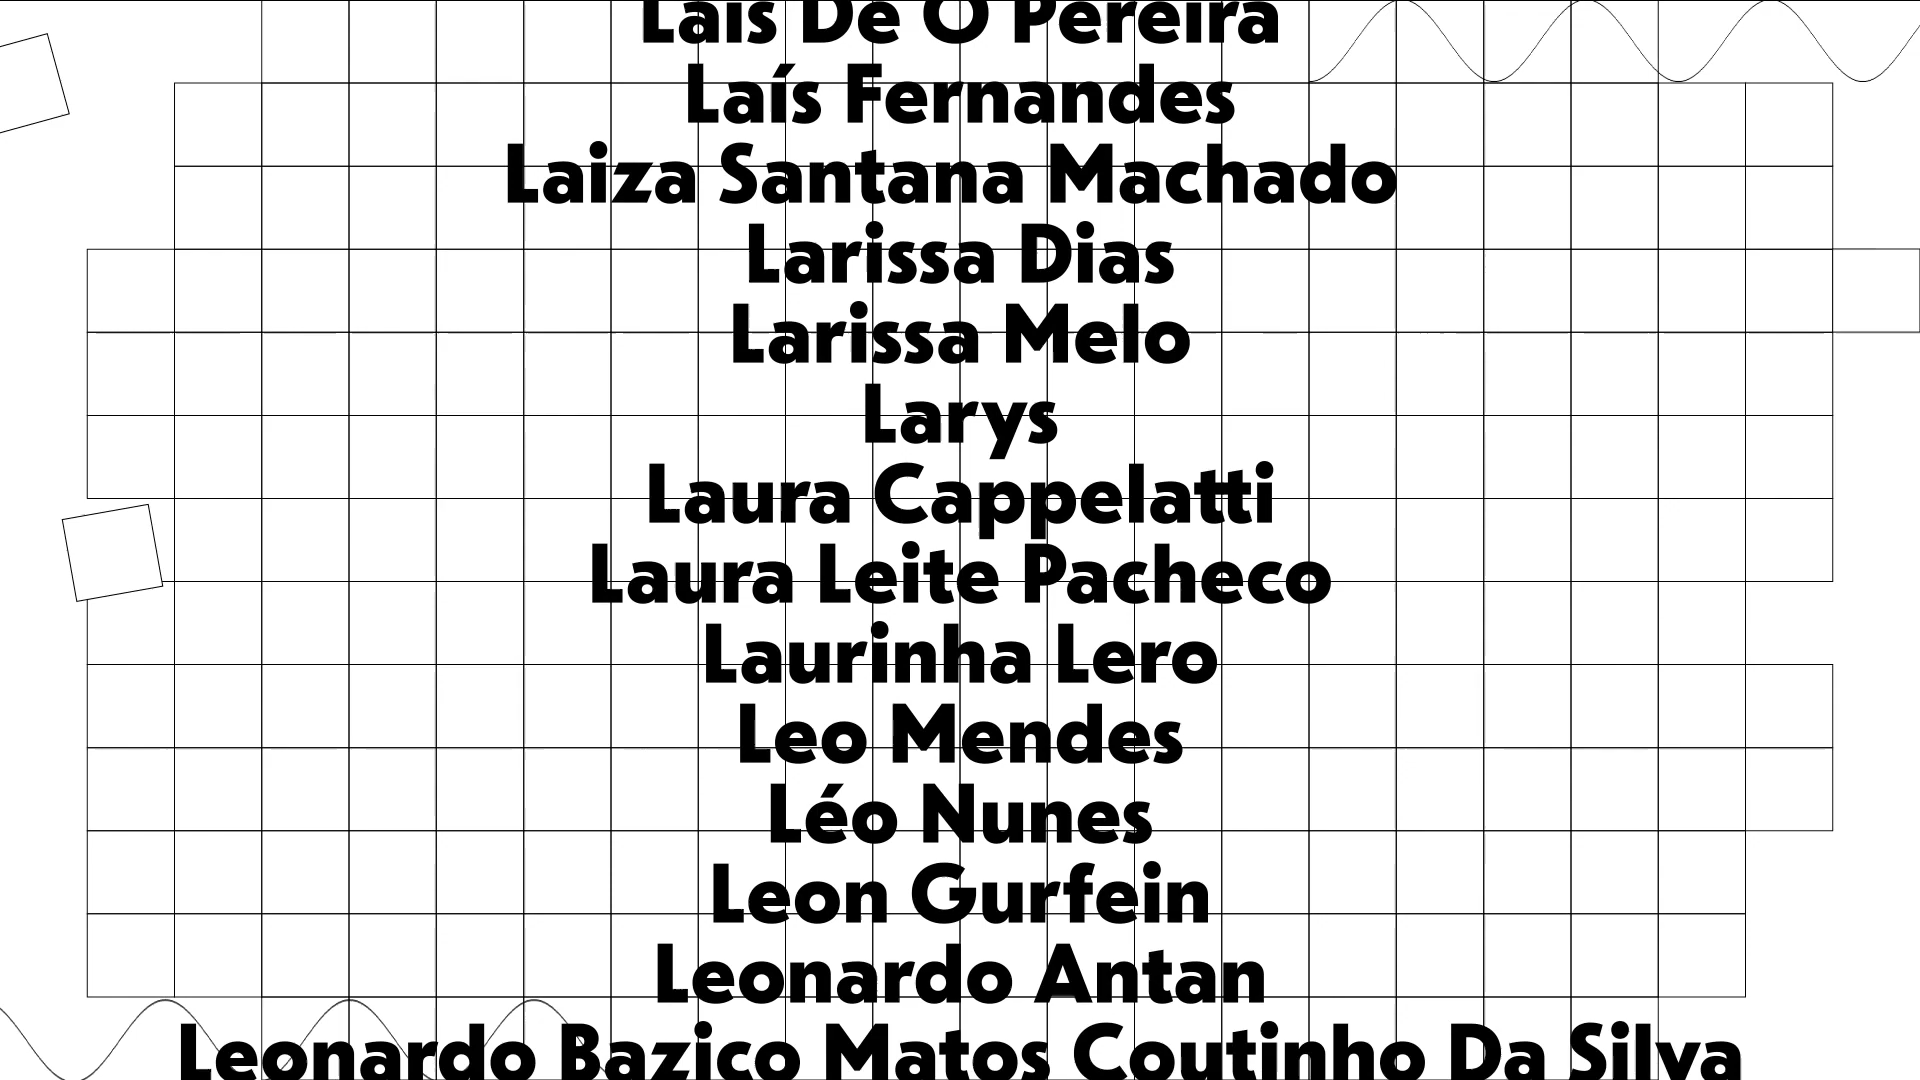 Lais De O Pereira
Laís Fernandes
Laiza Santana Machado
Larissa Dias
Larissa Melo
Larys
Laura Cappelatti
Laura Leite Pacheco
Laurinha Lero
Leo Mendes
Léo Nunes
Leon Gurfein
Leonardo Antan
Leonardo Bazico Matos Coutinho Da Silva